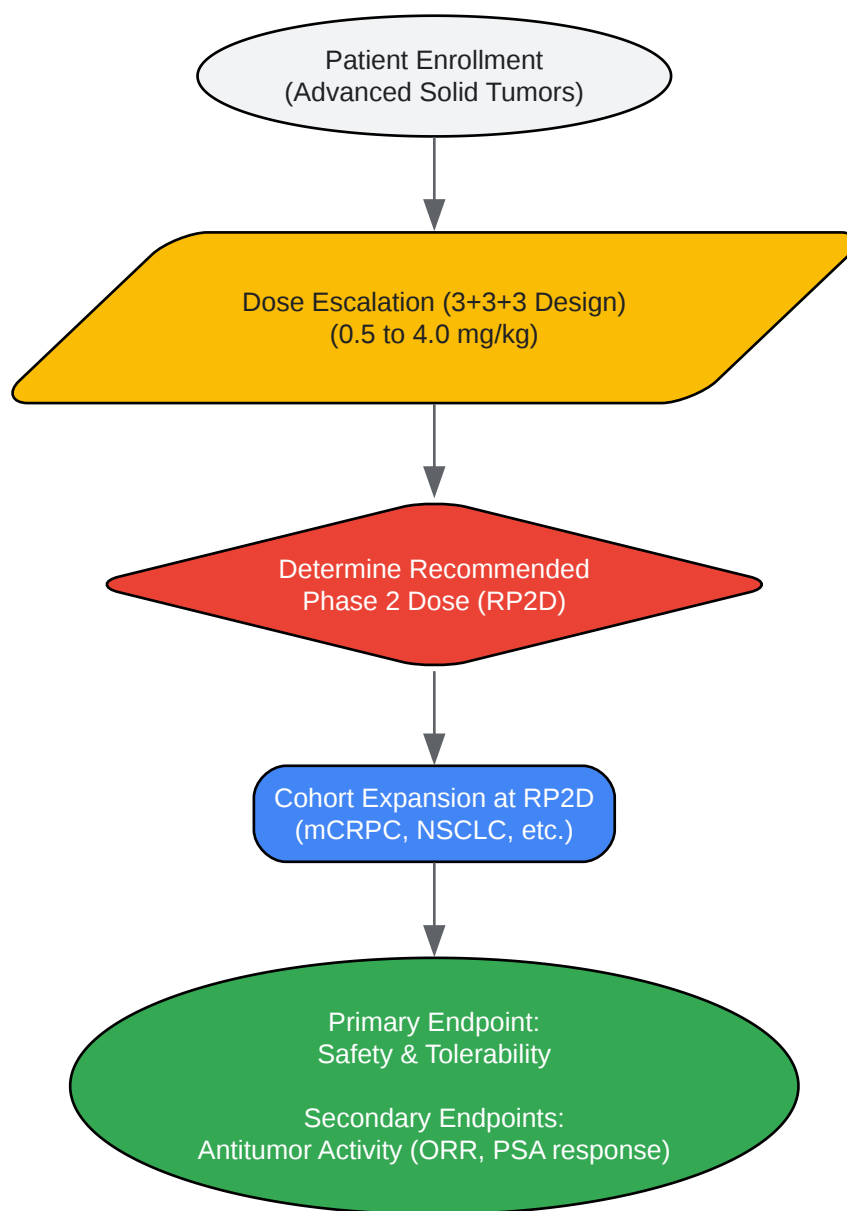 Patient Enrollment
(Advanced Solid Tumors)
Dose Escalation (3+3+3 Design)
(0.5 to 4.0 mg/kg)
Determine Recommended
Phase 2 Dose (RP2D)
Cohort Expansion at RP2D
(mCRPC, NSCLC, etc.)
Primary Endpoint:
Safety & Tolerability
Secondary Endpoints:
Antitumor Activity (ORR, PSA response)